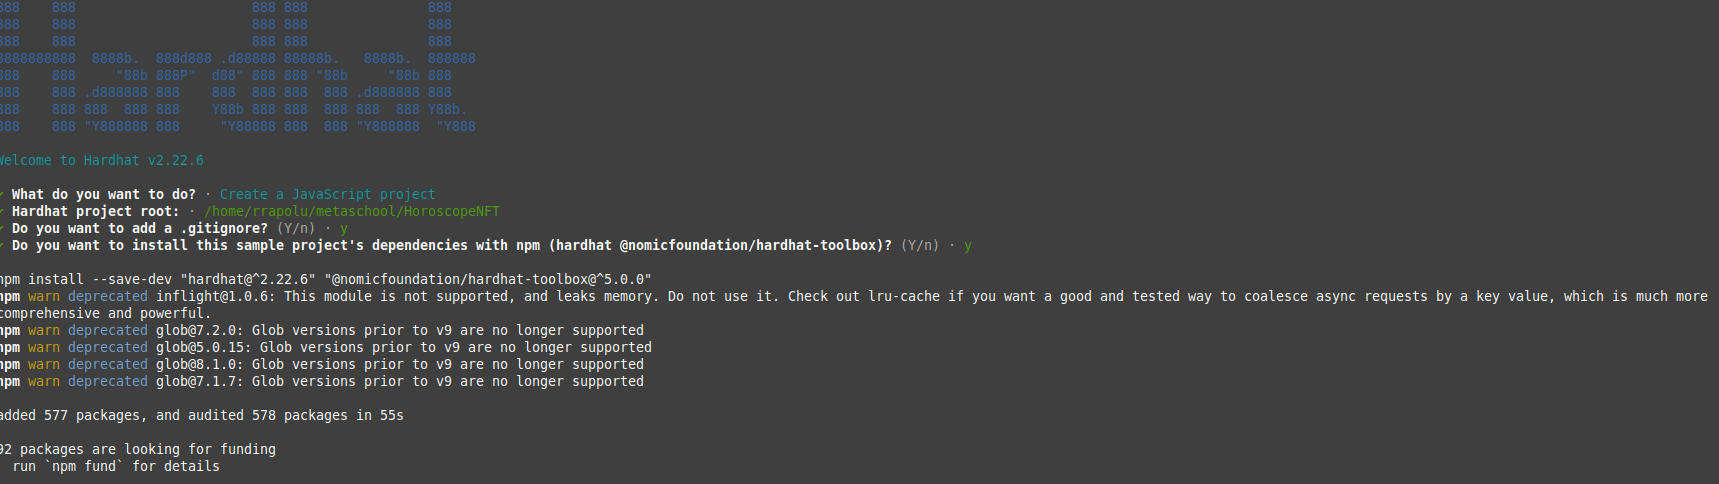 888    888                      888 888               888
888    888                      888 888               888
888    888                      888 888               888
8888888888  8888b.  888d888 .d88888 88888b.   8888b.  888888
888    888     "88b 888P"  d88" 888 888 "88b     "88b 888
888    888 .d888888 888    888  888 888  888 .d888888 888
888    888 888  888 888    Y88b 888 888  888 888  888 Y88b.
888    888 "Y888888 888     "Y88888 888  888 "Y888888  "Y888
Welcome to Hardhat v2.22.6
✔ What do you want to do? · Create a JavaScript project
✔ Hardhat project root: · /home/rrapolu/metaschool/HoroscopeNFT
✔ Do you want to add a .gitignore? (Y/n) · y
✔ Do you want to install this sample project's dependencies with npm (hardhat @nomicfoundation/hardhat-toolbox)? (Y/n) · y
npm install --save-dev "hardhat@^2.22.6" "@nomicfoundation/hardhat-toolbox@^5.0.0"
npm warn deprecated inflight@1.0.6: This module is not supported, and leaks memory. Do not use it. Check out lru-cache if you want a good and tested way to coalesce async requests by a key value, which is much more
comprehensive and powerful.
npm warn deprecated glob@7.2.0: Glob versions prior to v9 are no longer supported
npm warn deprecated glob@5.0.15: Glob versions prior to v9 are no longer supported
npm warn deprecated glob@8.1.0: Glob versions prior to v9 are no longer supported
npm warn deprecated glob@7.1.7: Glob versions prior to v9 are no longer supported
added 577 packages, and audited 578 packages in 55s
92 packages are looking for funding
run `npm fund` for details